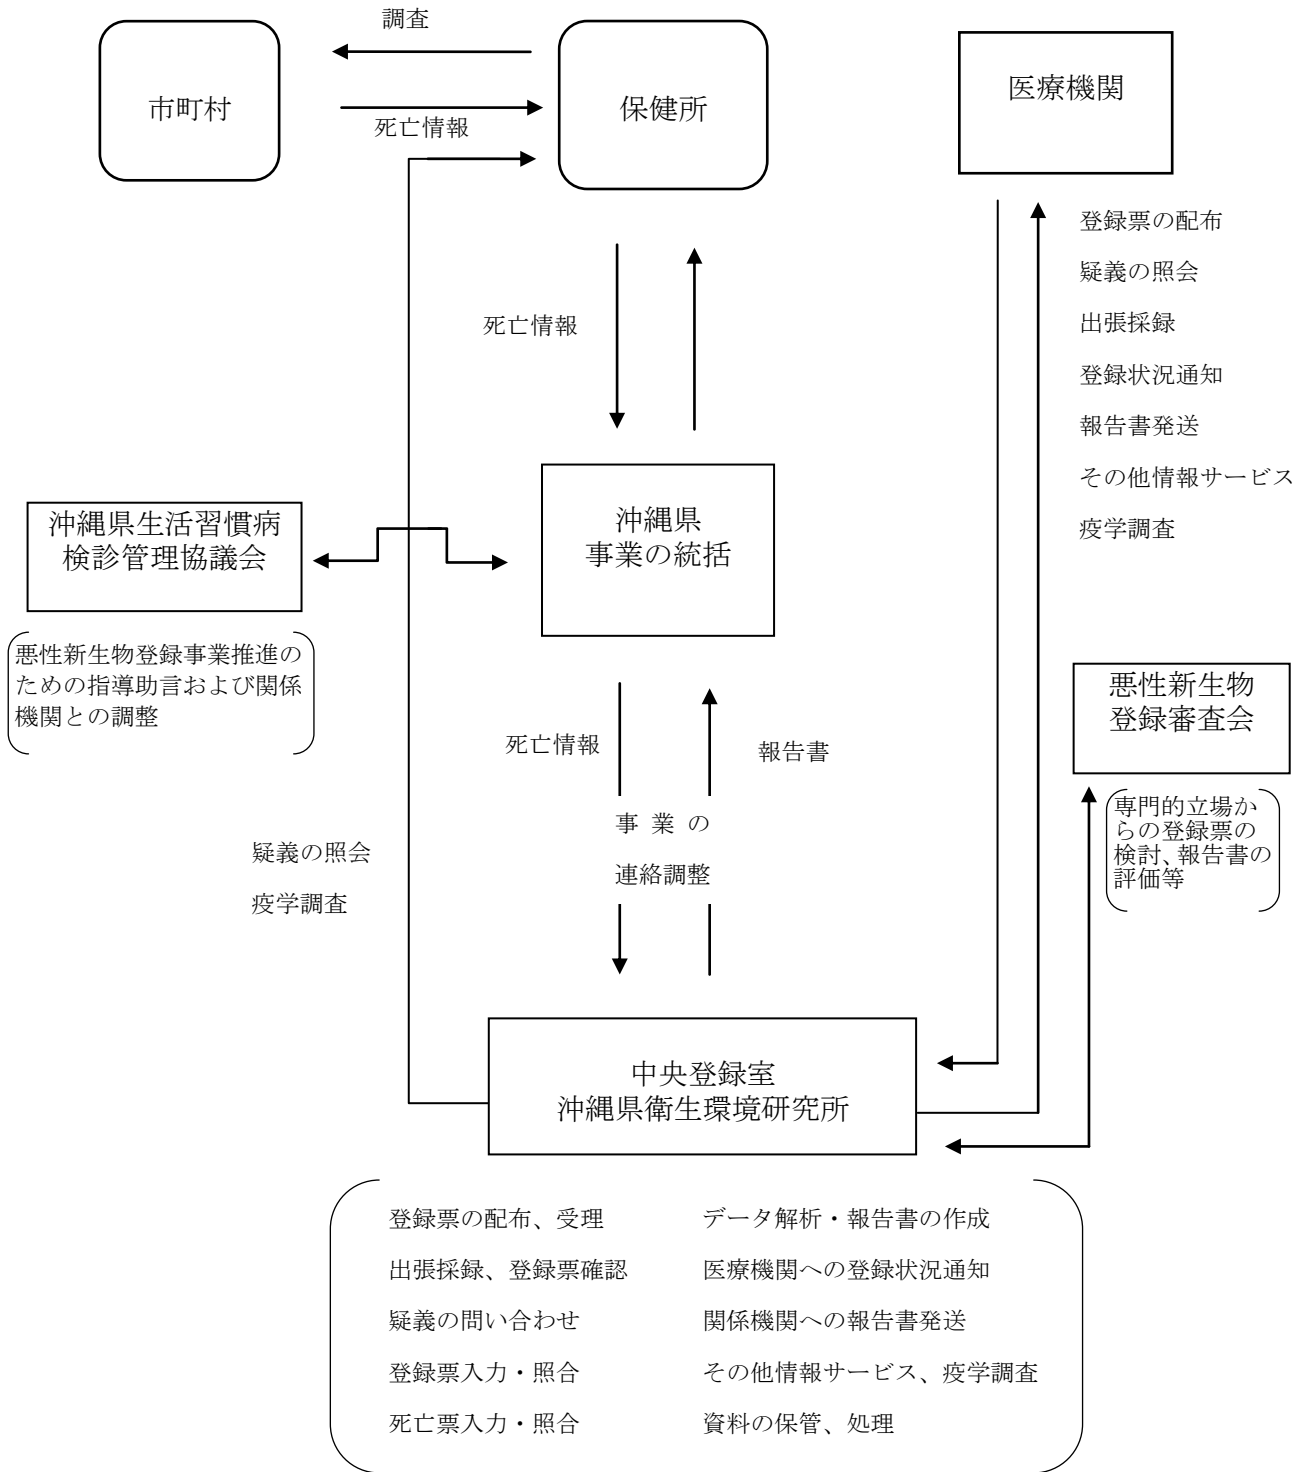 調査
市町村
保健所
医療機関
死亡情報
登録票の配布
疑義の照会
出張採録
登録状況通知
報告書発送
その他情報サービス
疫学調査
死亡情報
沖縄県
事業の統括
沖縄県生活習慣病
検診管理協議会
悪性新生物登録事業推進の
ための指導助言および関係
機関との調整
悪性新生物
登録審査会
専門的立場か
らの登録票の
検討、報告書の
評価等
死亡情報
報告書
事業の
連絡調整
疑義の照会
疫学調査
中央登録室
沖縄県衛生環境研究所
登録票の配布、受理
出張採録、登録票確認
疑義の問い合わせ
登録票入力・照合
死亡票入力・照合
データ解析・報告書の作成
医療機関への登録状況通知
関係機関への報告書発送
その他情報サービス、疫学調査
資料の保管、処理